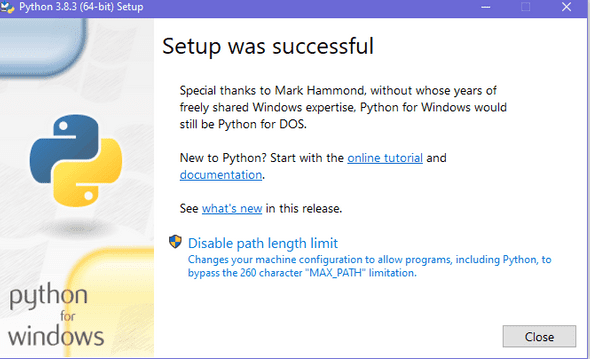 Python 3.8.3 (64-bit) Setup
Setup was successful
Special thanks to Mark Hammond, without whose years of
freely shared Windows expertise, Python for Windows would
still be Python for DOS.
New to Python? Start with the online tutorial and
documentation.
See what's new in this release.
Disable path length limit
Changes your machine configuration to allow programs, including Python, to
bypass the 260 character "MAX_PATH" limitation.
python
for
windows
Close